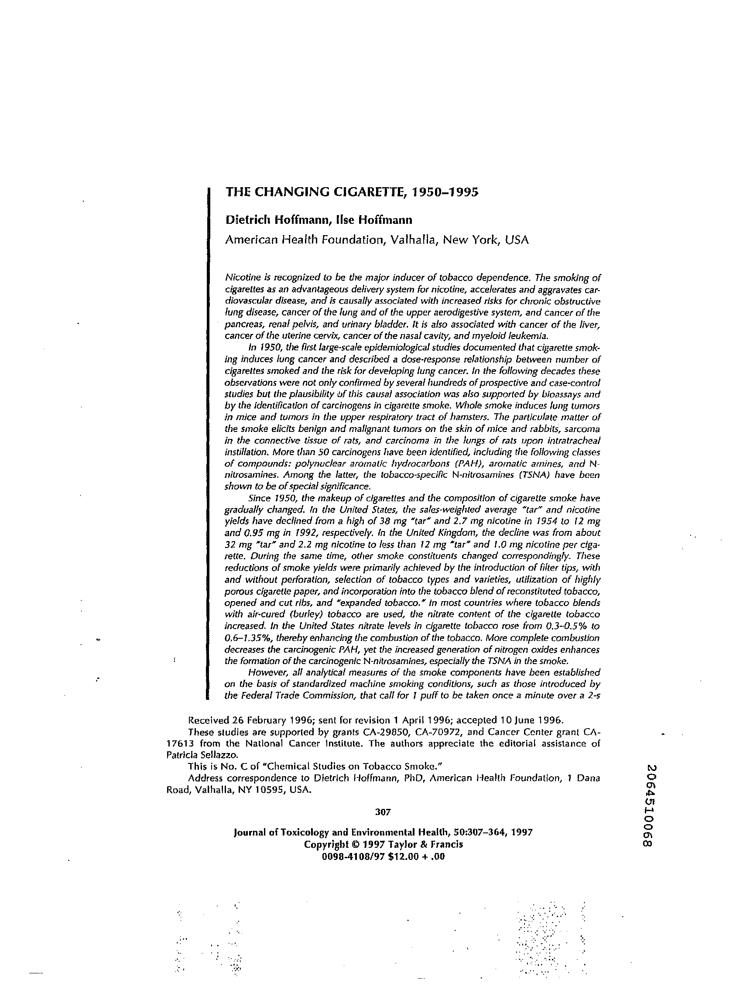 THE CHANGING CIGARETTE, 1950–1995
Dietrich Hoffmann, Ilse Hoffmann
American Health Foundation, Valhalla, New York, USA
Nicotine is recognized to be the major inducer of tobacco dependence. The smoking of
cigarettes as an advantageous delivery system for nicotine, accelerates and aggravates car-
diovascular disease, and is causally associated with increased risks for chronic obstructive
lung disease, cancer of the lung and of the upper aerodigestive system, and cancer of the
pancreas, renal pelvis, and urinary bladder. It is also associated with cancer of the liver,
cancer of the uterine cervix, cancer of the nasal cavity, and myeloid leukemia.
In 1950, the first large-scale epidemiological studies documented that cigarette smok-
ing induces lung cancer and described a dose-response relationship between number of
cigarettes smoked and the risk for developing lung cancer. In the following decades these
observations were not only confirmed by several hundreds of prospective and case-control
studies but the plausibility of this causal association was also supported by bioassays and
by the identification of carcinogens in cigarette smoke. Whole smoke induces lung tumors
in mice and tumors in the upper respiratory tract of hamsters. The particulate matter of
the smoke elicits benign and malignant tumors on the skin of mice and rabbits, sarcoma
in the connective tissue of rats, and carcinoma in the lungs of rats upon intratracheal
instillation. More than 50 carcinogens have been identified, including the following classes
of compounds: polynuclear aromatic hydrocarbons (PAH), aromatic amines, and N-
nitrosamines. Among the latter, the tobacco-specific N-nitrosamines (TSNA) have been
shown to be of special significance.
Since 1950, the makeup of cigarettes and the composition of cigarette smoke have
gradually changed. In the United States, the sales-weighted average "tar" and nicotine
yields have declined from a high of 38 mg "tar" and 2.7 mg nicotine in 1954 to 12 mg
and 0.95 mg in 1992, respectively. In the United Kingdom, the decline was from about
32 mg "tar" and 2.2 mg nicotine to less than 12 mg "tar" and 1.0 mg nicotine per ciga-
rette. During the same time, other smoke constituents changed correspondingly. These
reductions of smoke yields were primarily achieved by the introduction of filter tips, with
and without perforation, selection of tobacco types and varieties, utilization of highly
porous cigarette paper, and incorporation into the tobacco blend of reconstituted tobacco,
opened and cut ribs, and "expanded tobacco." In most countries where tobacco blends
with air-cured (burley) tobacco are used, the nitrate content of the cigarette tobacco
increased. In the United States nitrate levels in cigarette tobacco rose from 0.3-0.5% to
0.6–1.35%, thereby enhancing the combustion of the tobacco. More complete combustion
decreases the carcinogenic PAH, yet the increased generation of nitrogen oxides enhances
the formation of the carcinogenic N-nitrosamines, especially the TSNA in the smoke.
However, all analytical measures of the smoke components have been established
on the basis of standardized machine smoking conditions, such as those introduced by
the Federal Trade Commission, that call for 1 puff to be taken once a minute over a 2-s
Received 26 February 1996; sent for revision 1 April 1996; accepted 10 June 1996.
These studies are supported by grants CA-29850, CA-70972, and Cancer Center grant CA-
17613 from the National Cancer Institute. The authors appreciate the editorial assistance of
Patricia Sellazzo.
This is No. C of "Chemical Studies on Tobacco Smoke."
Address correspondence to Dietrich Hoffmann, PhD, American Health Foundation, 1 Dana
Road, Valhalla, NY 10595, USA.
307
Journal of Toxicology and Environmental Health, 50:307–364, 1997
Copyright © 1997 Taylor & Francis
0098-4108/97 $12.00 + .00
2064510068